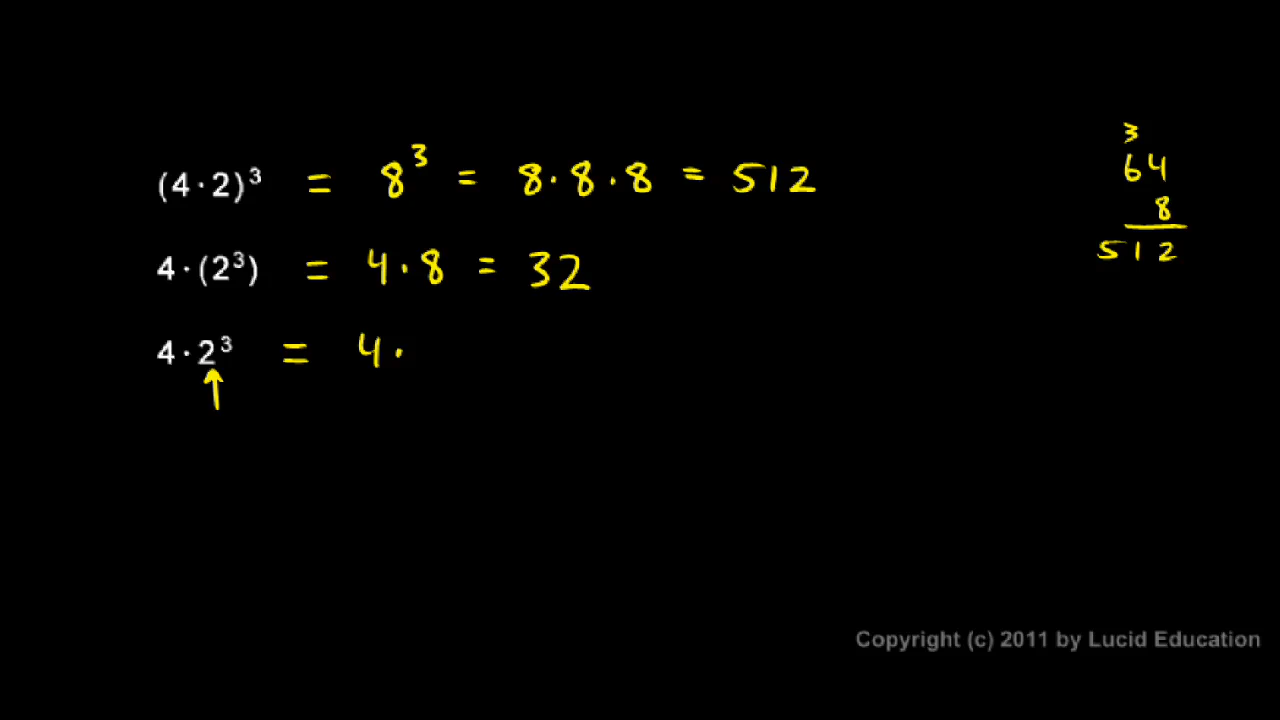 (4·2)³ = 8³ = 8·8·8 = 512
4·(2³) = 4·8 = 32
4·2³ = 4·
3
64
8
512
Copyright (c) 2011 by Lucid Education